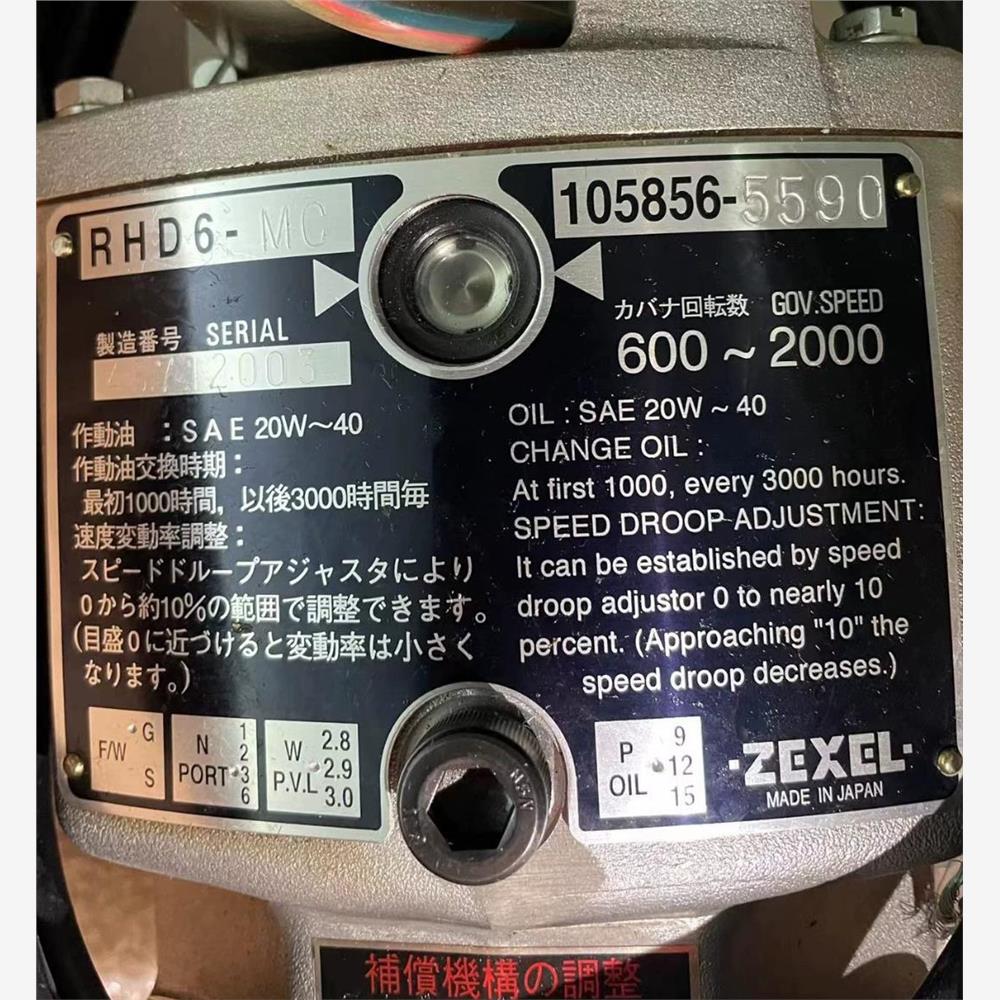 RHD6-MC
105856-5590
製造番号 SERIAL
12003
カバナ回転数 GOV.SPEED
600~2000
作動油 : SAE 20W～40
作動油交換時期:
最初1000時間, 以後3000時間毎
速度変動率調整:
スピードドループアジャスタにより
0から約10%の範囲で調整できます。
(目盛0に近づけると変動率は小さく
なります。)
OIL : SAE 20W ~ 40
CHANGE OIL :
At first 1000, every 3000 hours.
SPEED DROOP ADJUSTMENT:
It can be established by speed
droop adjustor 0 to nearly 10
percent. (Approaching "10" the
speed droop decreases.)
F/W G S
N PORT 1 2 3 6
W P.V.L 2.8 2.9 3.0
P OIL 9 12 15
ZEXEL
MADE IN JAPAN
補償機構の調整